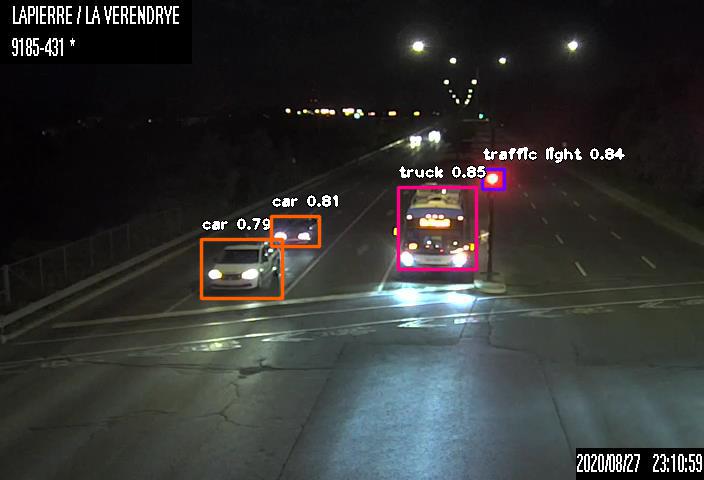 LAPIERRE / LA VERENDRYE
9185-431 *
traffic light 0.84
truck 0.85
car 0.81
car 0.79
2020/08/27 23:10:59